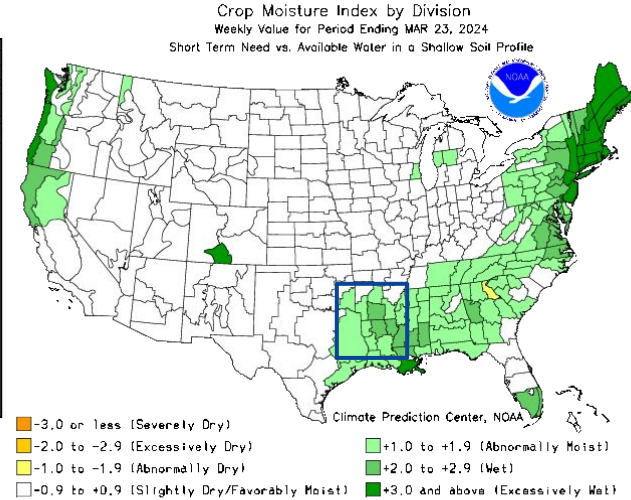 Crop Moisture Index by Division
Weekly Value for Period Ending MAR 23, 2024
Short Term Need vs. Available Water in a Shallow Soil Profile
NOAA
Climate Prediction Center, NOAA
-3.0 or less (Severely Dry)
-2.0 to -2.9 (Excessively Dry)
-1.0 to -1.9 (Abnormally Dry)
-0.9 to +0.9 (Slightly Dry/Favorably Moist)
+1.0 to +1.9 (Abnormally Moist)
+2.0 to +2.9 (Wet)
+3.0 and above (Excessively Wet)